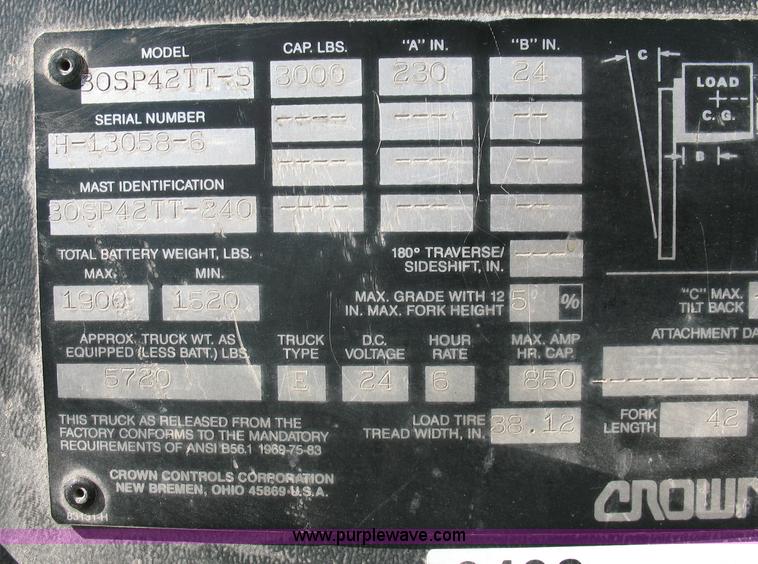 MODEL CAP. LBS. "A" IN. "B" IN.
30SP42TT-S 3000 230 24
C
LOAD
C. G.
B
SERIAL NUMBER
H-13058-6
---- ---- --
---- ---- --
MAST IDENTIFICATION
30SP42TT-240 ---- ---- --
TOTAL BATTERY WEIGHT, LBS.
MAX. MIN.
1900 1520
180° TRAVERSE/
SIDESHIFT, IN. ----
MAX. GRADE WITH 12
IN. MAX. FORK HEIGHT 5 %
"C" MAX.
TILT BACK
APPROX. TRUCK WT. AS
EQUIPPED (LESS BATT.) LBS.
5720
TRUCK
TYPE
E
D.C.
VOLTAGE
24
HOUR
RATE
6
MAX. AMP
HR. CAP.
850
ATTACHMENT DA
LOAD TIRE
TREAD WIDTH, IN. 38.12
FORK
LENGTH 42
THIS TRUCK AS RELEASED FROM THE
FACTORY CONFORMS TO THE MANDATORY
REQUIREMENTS OF ANSI B56.1 1969-75-83
CROWN CONTROLS CORPORATION
NEW BREMEN, OHIO 45869 U.S.A.
83131-H
CROWN
www.purplewave.com